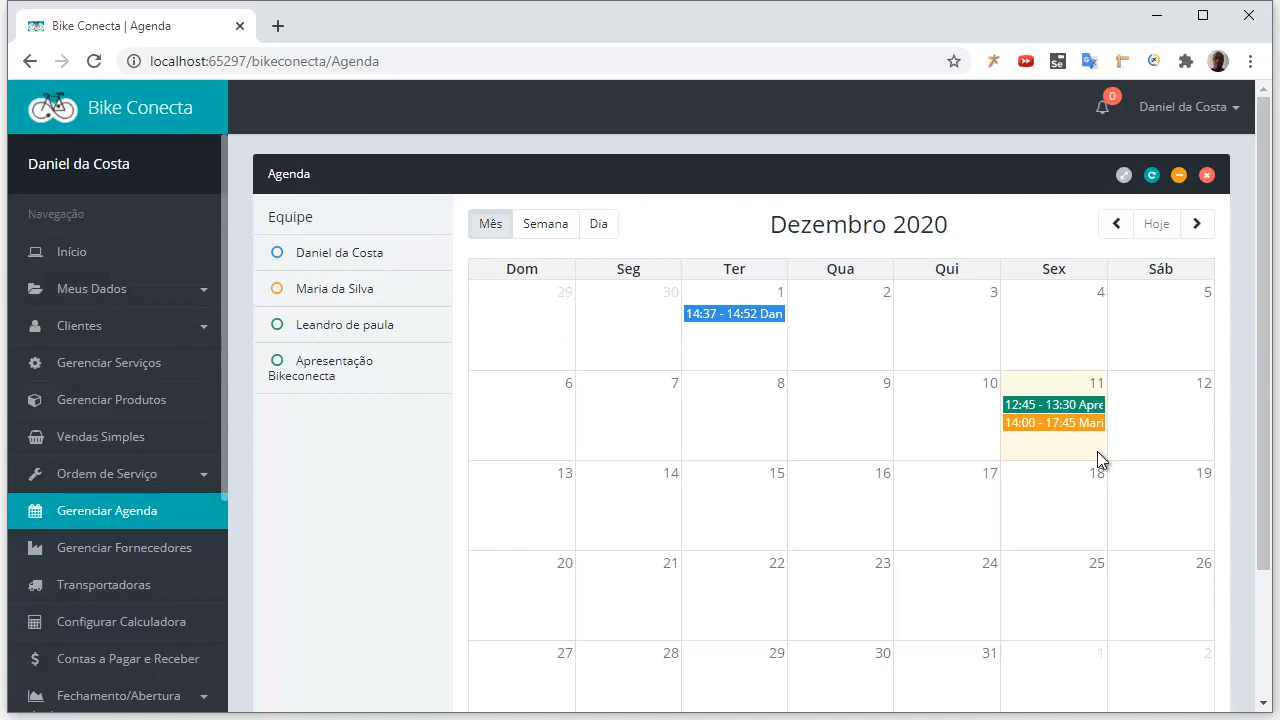 Bike Conecta | Agenda
localhost:65297/bikeconecta/Agenda
Se
Bike Conecta
0
Daniel da Costa
Daniel da Costa
Navegação
Início
Meus Dados
Clientes
Gerenciar Serviços
Gerenciar Produtos
Vendas Simples
Ordem de Serviço
Gerenciar Agenda
Gerenciar Fornecedores
Transportadoras
Configurar Calculadora
Contas a Pagar e Receber
Fechamento/Abertura
Agenda
Equipe
Daniel da Costa
Maria da Silva
Leandro de paula
Apresentação
Bikeconecta
Mês Semana Dia
Dezembro 2020
Hoje
Dom Seg Ter Qua Qui Sex Sáb
29 30 1 2 3 4 5
14:37 - 14:52 Dan
6 7 8 9 10 11 12
12:45 - 13:30 Apre
14:00 - 17:45 Mari
13 14 15 16 17 18 19
20 21 22 23 24 25 26
27 28 29 30 31 1 2